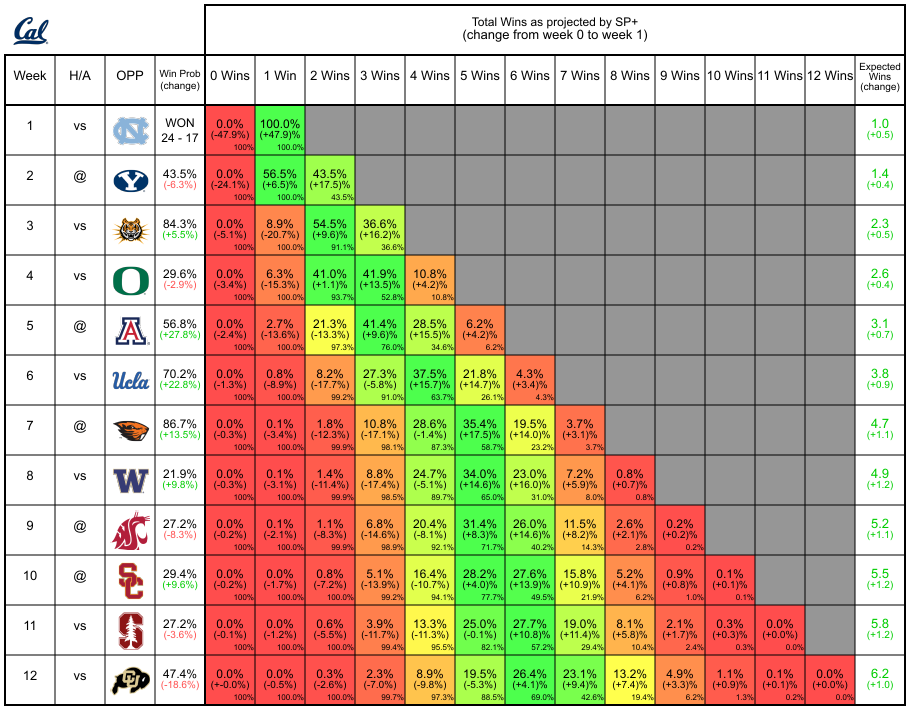 Cal
Total Wins as projected by SP+
(change from week 0 to week 1)
Week H/A OPP Win Prob (change) 0 Wins 1 Win 2 Wins 3 Wins 4 Wins 5 Wins 6 Wins 7 Wins 8 Wins 9 Wins 10 Wins 11 Wins 12 Wins Expected Wins (change)
1 vs NC WON 0.0% 100.0% 1.0
24 - 17 (-47.9%) (+47.9)% (+0.5)
100% 100.0%
2 @ Y 43.5% 0.0% 56.5% 43.5% 1.4
(-6.3%) (-24.1%) (+6.5)% (+17.5)% (+0.4)
100% 100.0% 43.5%
3 vs 84.3% 0.0% 8.9% 54.5% 36.6% 2.3
(+5.5%) (-5.1%) (-20.7%) (+9.6)% (+16.2)% (+0.5)
100% 100.0% 91.1% 36.6%
4 vs O 29.6% 0.0% 6.3% 41.0% 41.9% 10.8% 2.6
(-2.9%) (-3.4%) (-15.3%) (+1.1)% (+13.5)% (+4.2)% (+0.4)
100% 100.0% 93.7% 52.8% 10.8%
5 @ A 56.8% 0.0% 2.7% 21.3% 41.4% 28.5% 6.2% 3.1
(+27.8%) (-2.4%) (-13.6%) (-13.3%) (+9.6)% (+15.5)% (+4.2)% (+0.7)
100% 100.0% 97.3% 76.0% 34.6% 6.2%
6 vs Ucla 70.2% 0.0% 0.8% 8.2% 27.3% 37.5% 21.8% 4.3% 3.8
(+22.8%) (-1.3%) (-8.9%) (-17.7%) (-5.8%) (+15.7)% (+14.7)% (+3.4)% (+0.9)
100% 100.0% 99.2% 91.0% 63.7% 26.1% 4.3%
7 @ 86.7% 0.0% 0.1% 1.8% 10.8% 28.6% 35.4% 19.5% 3.7% 4.7
(+13.5%) (-0.3%) (-3.4%) (-12.3%) (-17.1%) (-1.4%) (+17.5)% (+14.0)% (+3.1)% (+1.1)
100% 100.0% 99.9% 98.1% 87.3% 58.7% 23.2% 3.7%
8 vs W 21.9% 0.0% 0.1% 1.4% 8.8% 24.7% 34.0% 23.0% 7.2% 0.8% 4.9
(+9.8%) (-0.3%) (-3.1%) (-11.4%) (-17.4%) (-5.1%) (+14.6)% (+16.0)% (+5.9)% (+0.7)% (+1.2)
100% 100.0% 99.9% 98.5% 89.7% 65.0% 31.0% 8.0% 0.8%
9 @ 27.2% 0.0% 0.1% 1.1% 6.8% 20.4% 31.4% 26.0% 11.5% 2.6% 0.2% 5.2
(-8.3%) (-0.2%) (-2.1%) (-8.3%) (-14.6%) (-8.1%) (+8.3)% (+14.6)% (+8.2)% (+2.1)% (+0.2)% (+1.1)
100% 100.0% 99.9% 98.9% 92.1% 71.7% 40.2% 14.3% 2.8% 0.2%
10 @ SC 29.4% 0.0% 0.0% 0.8% 5.1% 16.4% 28.2% 27.6% 15.8% 5.2% 0.9% 0.1% 5.5
(+9.6%) (-0.2%) (-1.7%) (-7.2%) (-13.9%) (-10.7%) (+4.0)% (+13.9)% (+10.9)% (+4.1)% (+0.8)% (+0.1)% (+1.2)
100% 100.0% 100.0% 99.2% 94.1% 77.7% 49.5% 21.9% 6.2% 1.0% 0.1%
11 vs S 27.2% 0.0% 0.0% 0.6% 3.9% 13.3% 25.0% 27.7% 19.0% 8.1% 2.1% 0.3% 0.0% 5.8
(-3.6%) (-0.1%) (-1.2%) (-5.5%) (-11.7%) (-11.3%) (-0.1%) (+10.8)% (+11.4)% (+5.8)% (+1.7)% (+0.3)% (+0.0)% (+1.2)
100% 100.0% 100.0% 99.4% 95.5% 82.1% 57.2% 29.4% 10.4% 2.4% 0.3% 0.0%
12 vs CU 47.4% 0.0% 0.0% 0.3% 2.3% 8.9% 19.5% 26.4% 23.1% 13.2% 4.9% 1.1% 0.1% 0.0% 6.2
(-18.6%) (+-0.0%) (-0.5%) (-2.6%) (-7.0%) (-9.8%) (-5.3%) (+4.1)% (+9.4)% (+7.4)% (+3.3)% (+0.9)% (+0.1)% (+0.0)% (+1.0)
100% 100.0% 100.0% 99.7% 97.3% 88.5% 69.0% 42.6% 19.4% 6.2% 1.3% 0.2% 0.0%